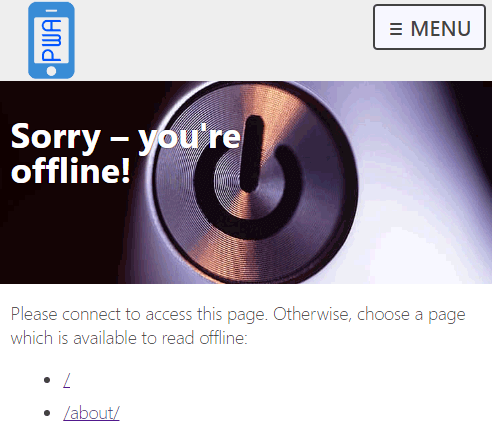 PWA
≡ MENU
Sorry – you're
offline!
Please connect to access this page. Otherwise, choose a page
which is available to read offline:
• /
• /about/